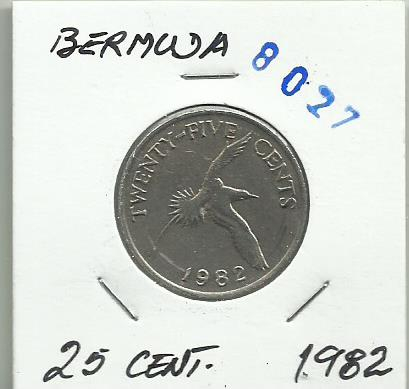 BERMUDA
8027
TWENTY-FIVE CENTS
1982
25 CENT.
1982